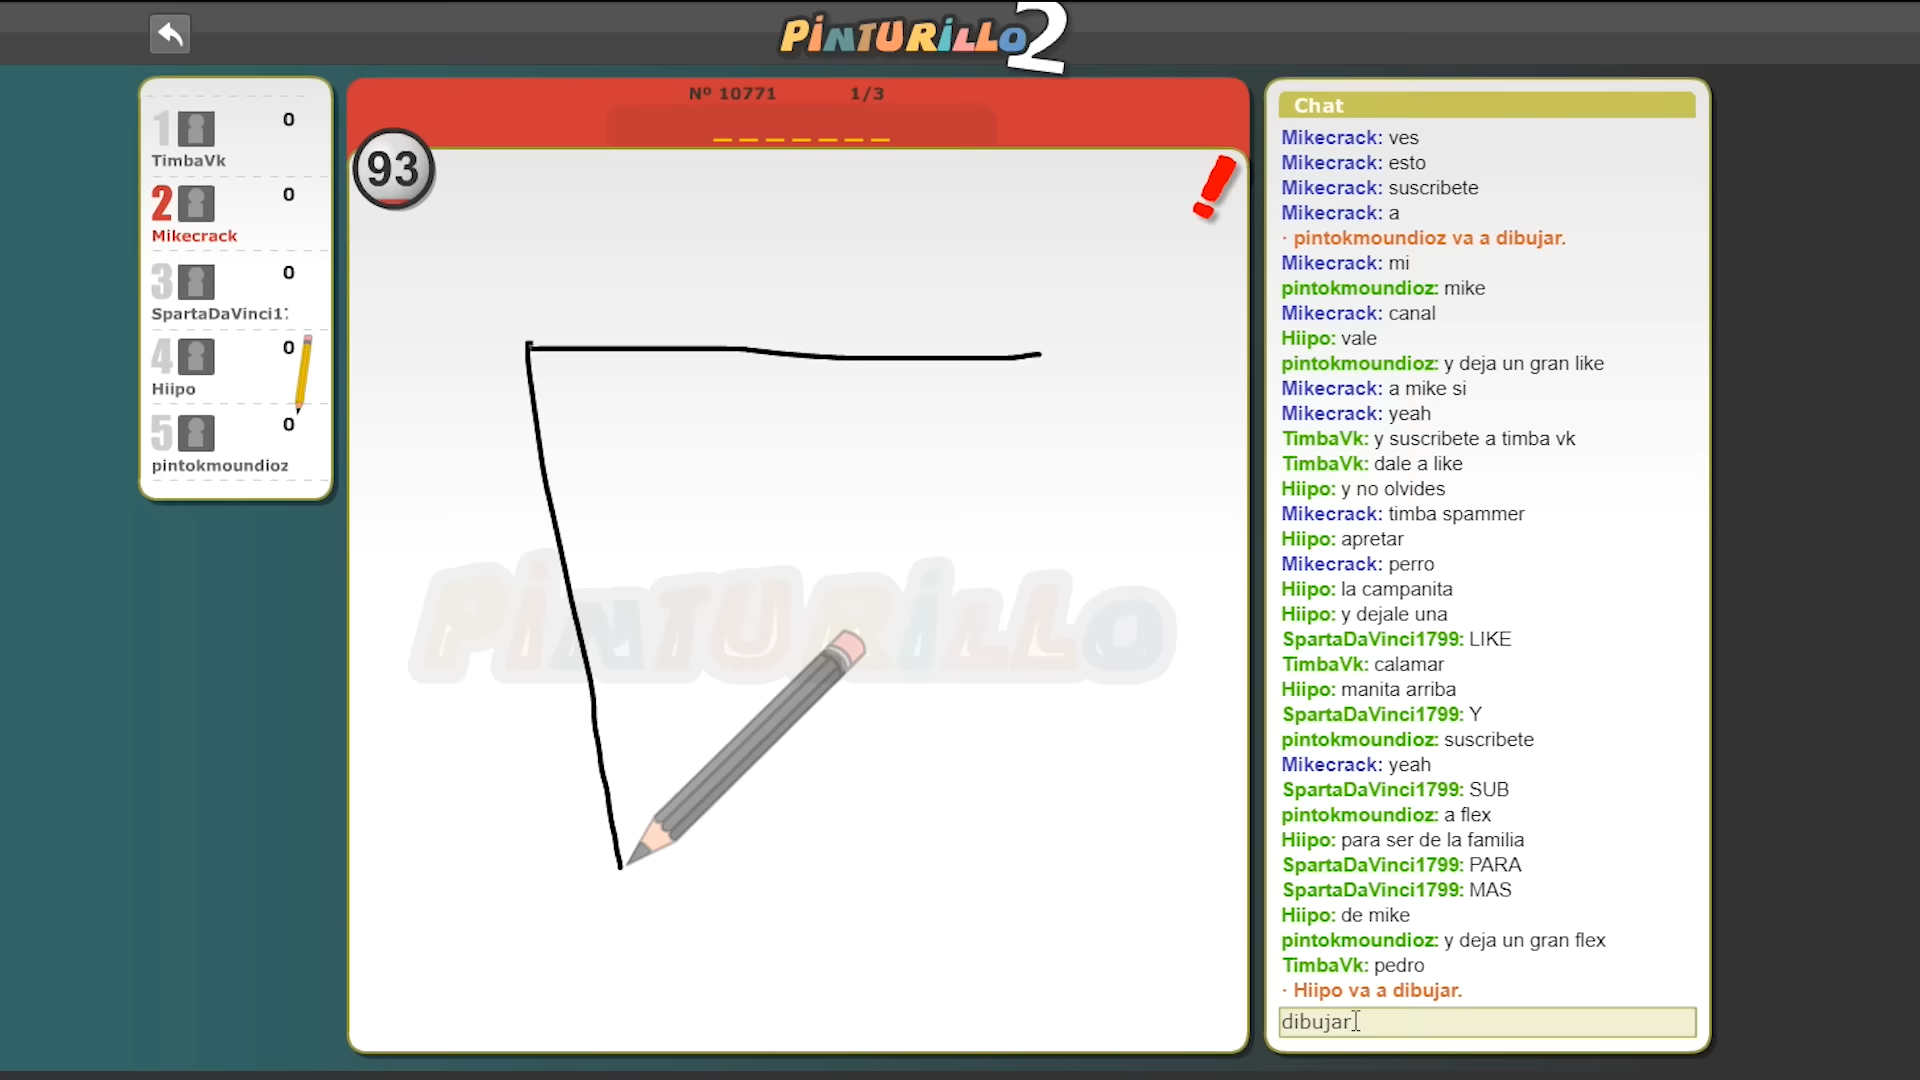 PINTURILLO 2
1 0
TimbaVk
2 0
Mikecrack
3 0
SpartaDaVinci1
4 0
Hiipo
5 0
pintokmoundioz
Nº 10771 1/3
_ _ _ _ _ _ _
93
!
PINTURILLO
Chat
Mikecrack: ves
Mikecrack: esto
Mikecrack: suscribete
Mikecrack: a
· pintokmoundioz va a dibujar.
Mikecrack: mi
pintokmoundioz: mike
Mikecrack: canal
Hiipo: vale
pintokmoundioz: y deja un gran like
Mikecrack: a mike si
Mikecrack: yeah
TimbaVk: y suscribete a timba vk
TimbaVk: dale a like
Hiipo: y no olvides
Mikecrack: timba spammer
Hiipo: apretar
Mikecrack: perro
Hiipo: la campanita
Hiipo: y dejale una
SpartaDaVinci1799: LIKE
TimbaVk: calamar
Hiipo: manita arriba
SpartaDaVinci1799: Y
pintokmoundioz: suscribete
Mikecrack: yeah
SpartaDaVinci1799: SUB
pintokmoundioz: a flex
Hiipo: para ser de la familia
SpartaDaVinci1799: PARA
SpartaDaVinci1799: MAS
Hiipo: de mike
pintokmoundioz: y deja un gran flex
TimbaVk: pedro
· Hiipo va a dibujar.
dibujar